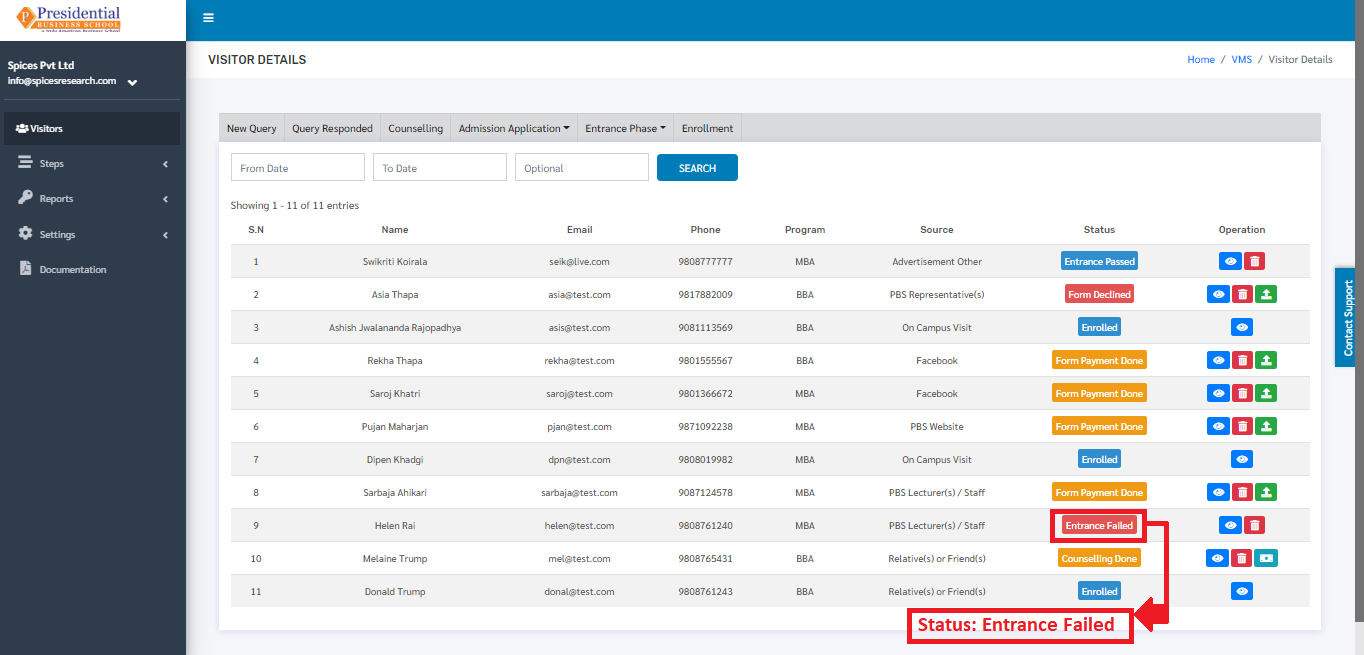 Presidential
BUSINESS SCHOOL
VISITOR DETAILS
Home / VMS / Visitor Details
Spices Pvt Ltd
info@spicesresearch.com
Visitors
Steps
Reports
Settings
Documentation
New Query Query Responded Counselling Admission Application Entrance Phase Enrollment
From Date To Date Optional SEARCH
Showing 1 - 11 of 11 entries
S.N Name Email Phone Program Source Status Operation
1 Swikriti Koirala seik@live.com 9808777777 MBA Advertisement Other Entrance Passed
2 Asia Thapa asia@test.com 9817882009 BBA PBS Representative(s) Form Declined
3 Ashish Jwalananda Rajopadhya asis@test.com 9081113569 BBA On Campus Visit Enrolled
4 Rekha Thapa rekha@test.com 9801555567 BBA Facebook Form Payment Done
5 Saroj Khatri saroj@test.com 9801366672 MBA Facebook Form Payment Done
6 Pujan Maharjan pjan@test.com 9871092238 MBA PBS Website Form Payment Done
7 Dipen Khadgi dpn@test.com 9808019982 MBA On Campus Visit Enrolled
8 Sarbaja Ahikari sarbaja@test.com 9087124578 MBA PBS Lecturer(s) / Staff Form Payment Done
9 Helen Rai helen@test.com 9808761240 MBA PBS Lecturer(s) / Staff Entrance Failed
10 Melaine Trump mel@test.com 9808765431 BBA Relative(s) or Friend(s) Counselling Done
11 Donald Trump donal@test.com 9808761243 BBA Relative(s) or Friend(s) Enrolled
Status: Entrance Failed
Contact Support